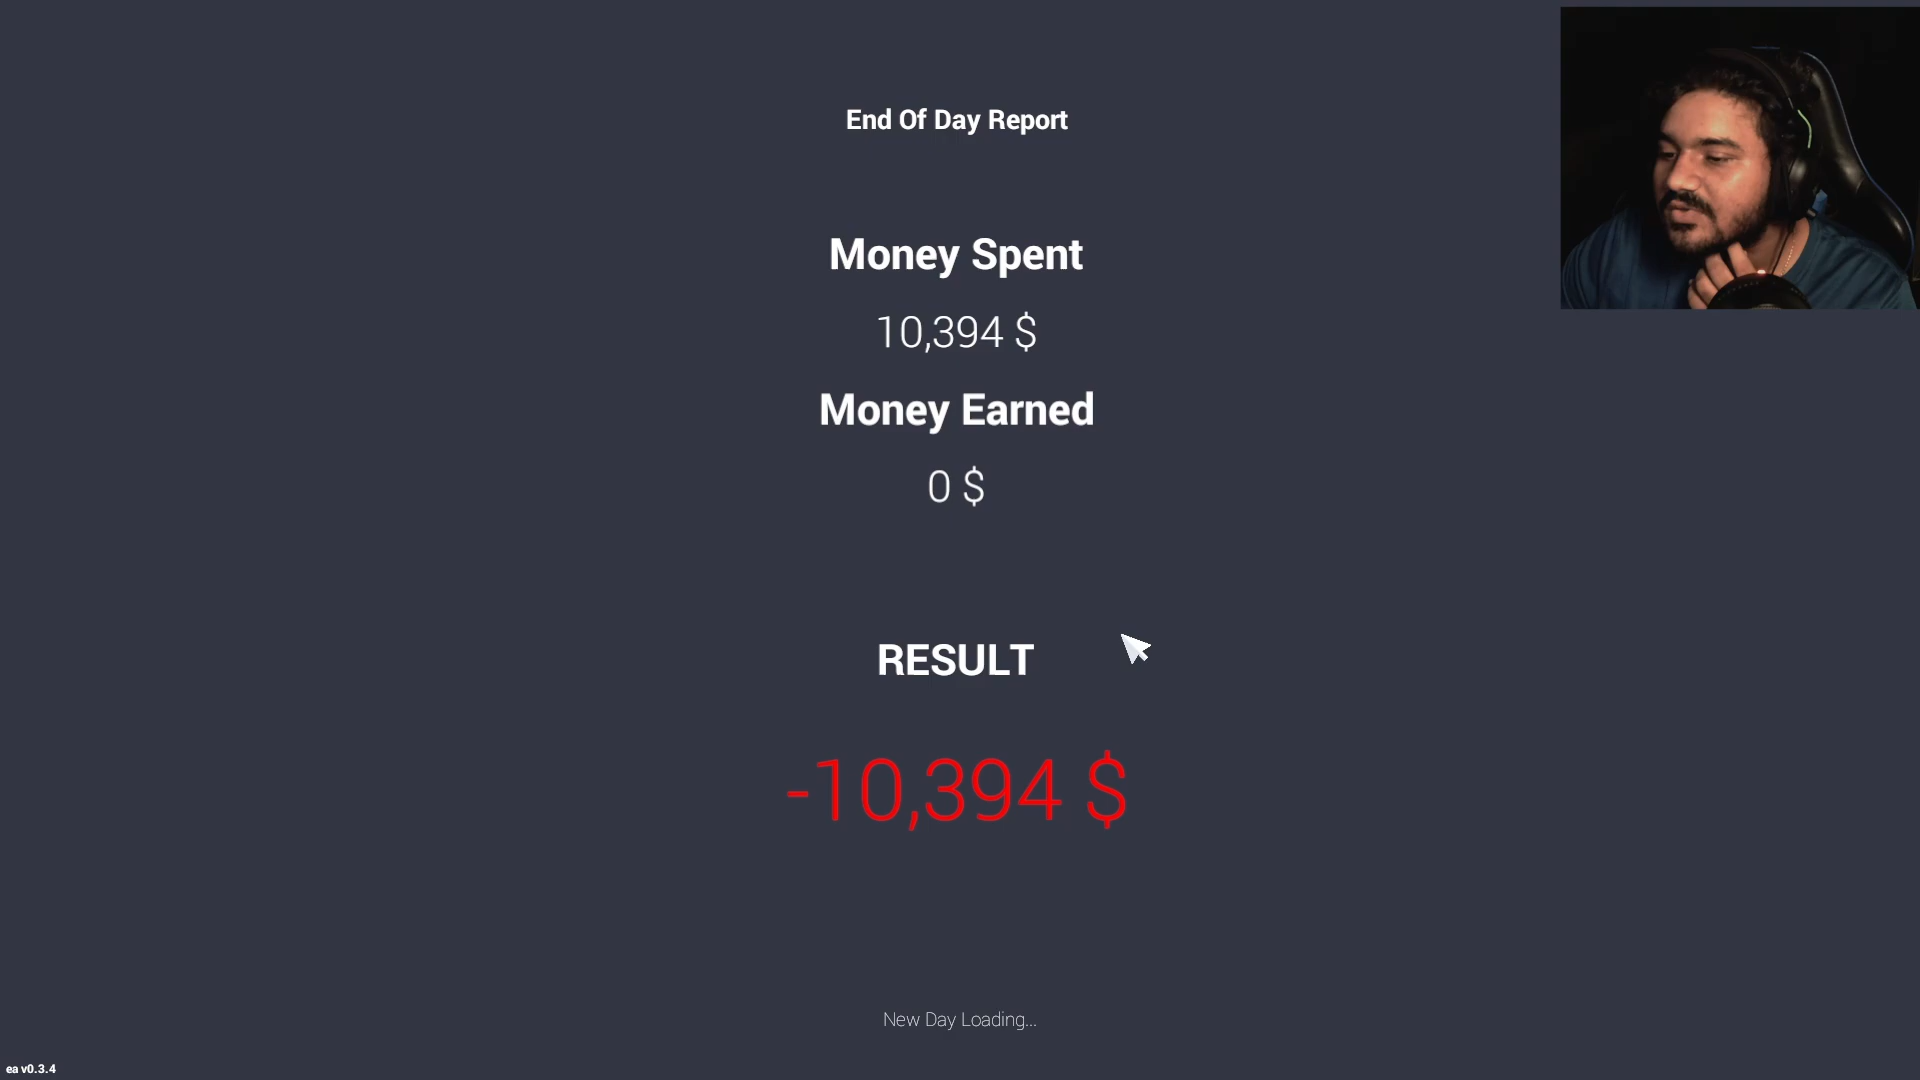 End Of Day Report
Money Spent
10,394 $
Money Earned
0 $
RESULT
-10,394 $
New Day Loading...
ea v0.3.4